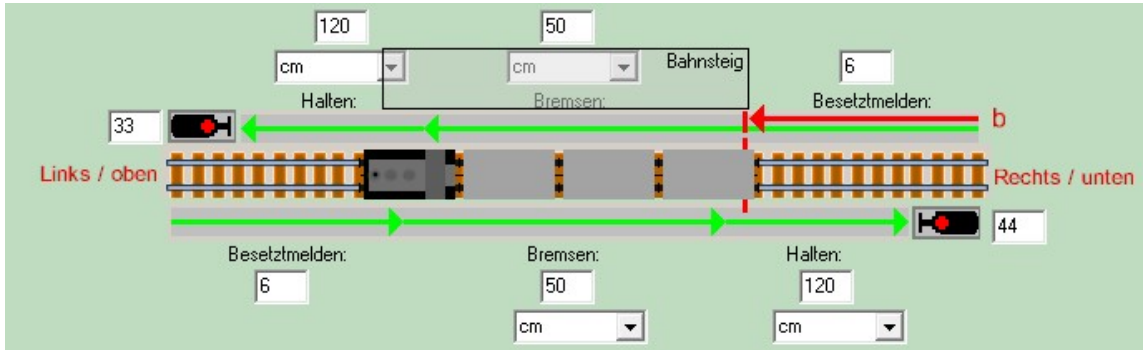 120
50
cm
cm
Bahnsteig
6
Halten:
Bremsen:
Besetztmelden:
33
b
Links / oben
Rechts / unten
44
Besetztmelden:
Bremsen:
Halten:
6
50
120
cm
cm